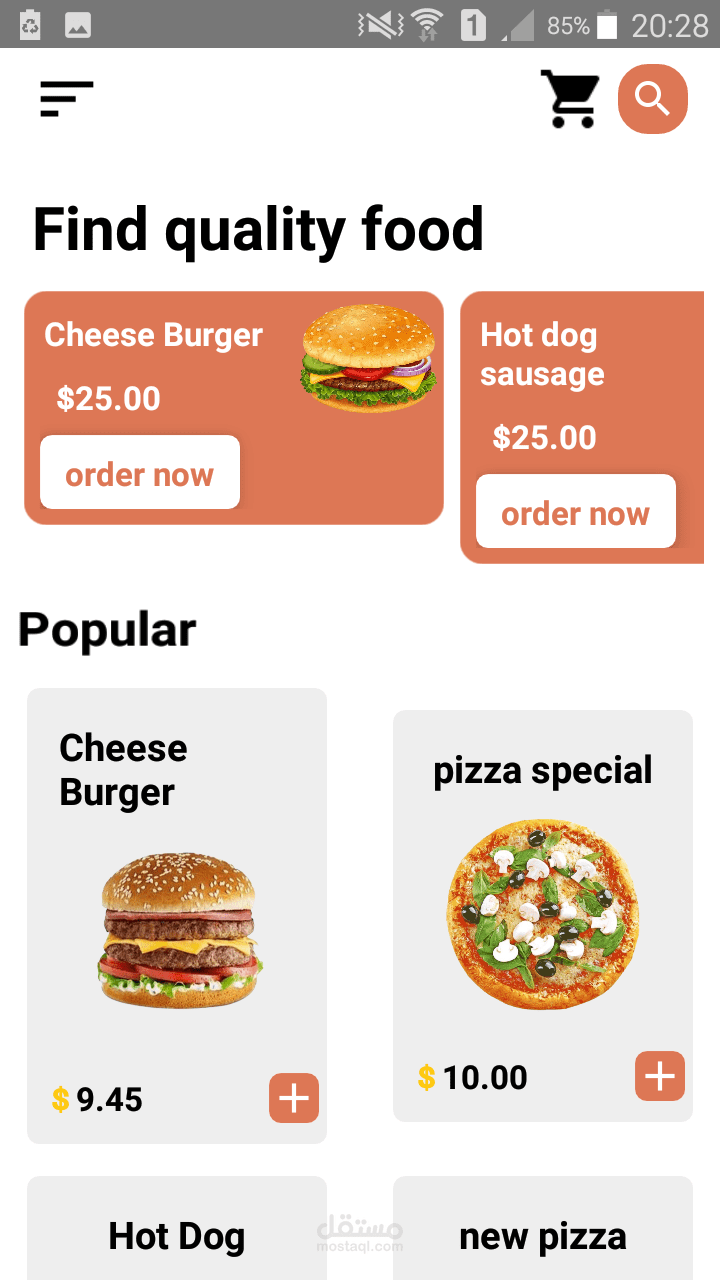 1 85% 20:28
Find quality food
Cheese Burger
$25.00
order now
Hot dog
sausage
$25.00
order now
Popular
Cheese
Burger
$ 9.45
pizza special
$ 10.00
Hot Dog
new pizza
مستقل
mostaql.com